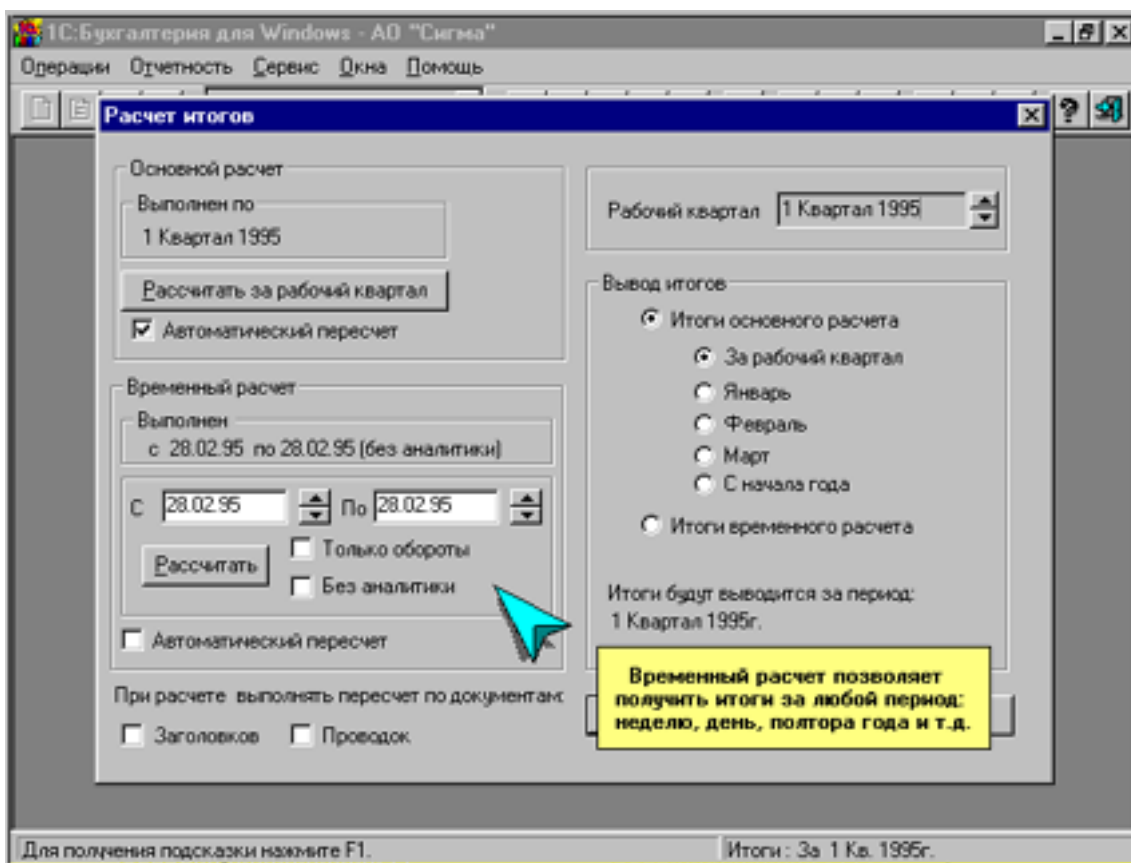 1С:Бухгалтерия для Windows - АО "Сигма"
Операции Отчетность Сервис Окна Помощь
Расчет итогов
Основной расчет
Выполнен по
1 Квартал 1995
Рассчитать за рабочий квартал
Автоматический пересчет
Временный расчет
Выполнен
с 28.02.95 по 28.02.95 (без аналитики)
С 28.02.95 По 28.02.95
Рассчитать
Только обороты
Без аналитики
Автоматический пересчет
При расчете выполнять пересчет по документам:
Заголовков Проводок
Рабочий квартал 1 Квартал 1995
Вывод итогов
Итоги основного расчета
За рабочий квартал
Январь
Февраль
Март
С начала года
Итоги временного расчета
Итоги будут выводится за период:
1 Квартал 1995г.
Временный расчет позволяет
получить итоги за любой период:
неделю, день, полтора года и т.д.
Для получения подсказки нажмите F1.
Итоги : За 1 Кв. 1995г.